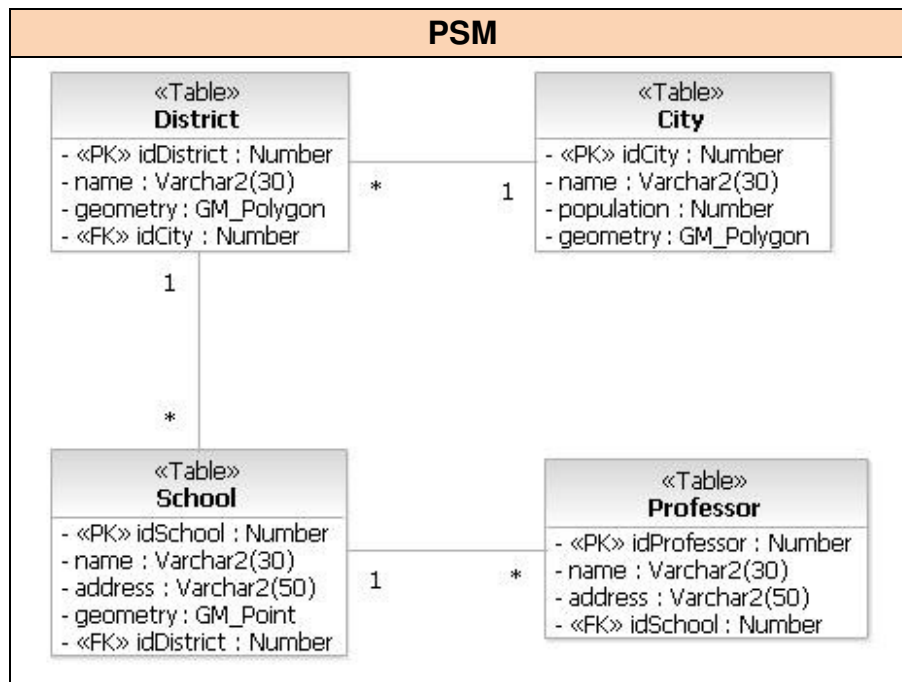 PSM
«Table»
District
- «PK» idDistrict : Number
- name : Varchar2(30)
- geometry : GM_Polygon
- «FK» idCity : Number
* 1
«Table»
City
- «PK» idCity : Number
- name : Varchar2(30)
- population : Number
- geometry : GM_Polygon
1
*
«Table»
School
- «PK» idSchool : Number
- name : Varchar2(30)
- address : Varchar2(50)
- geometry : GM_Point
- «FK» idDistrict : Number
1 *
«Table»
Professor
- «PK» idProfessor : Number
- name : Varchar2(30)
- address : Varchar2(50)
- «FK» idSchool : Number